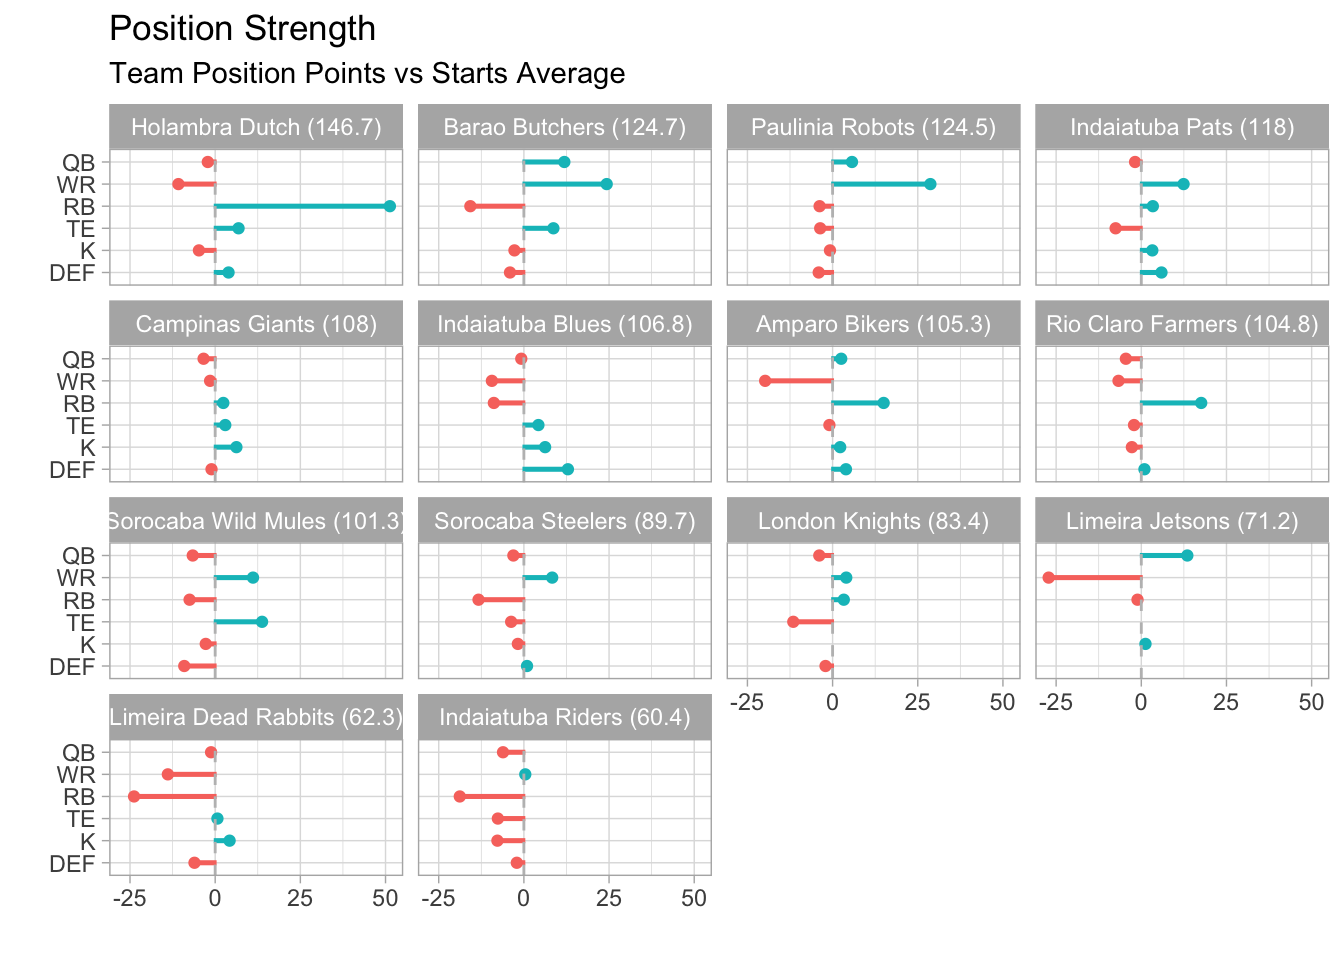 Position Strength
Team Position Points vs Starts Average
Holambra Dutch (146.7)
Barao Butchers (124.7)
Paulinia Robots (124.5)
Indaiatuba Pats (118)
QB
WR
RB
TE
K
DEF
Campinas Giants (108)
Indaiatuba Blues (106.8)
Amparo Bikers (105.3)
Rio Claro Farmers (104.8)
QB
WR
RB
TE
K
DEF
Sorocaba Wild Mules (101.3)
Sorocaba Steelers (89.7)
London Knights (83.4)
Limeira Jetsons (71.2)
QB
WR
RB
TE
K
DEF
-25 0 25 50
-25 0 25 50
Limeira Dead Rabbits (62.3)
Indaiatuba Riders (60.4)
QB
WR
RB
TE
K
DEF
-25 0 25 50
-25 0 25 50